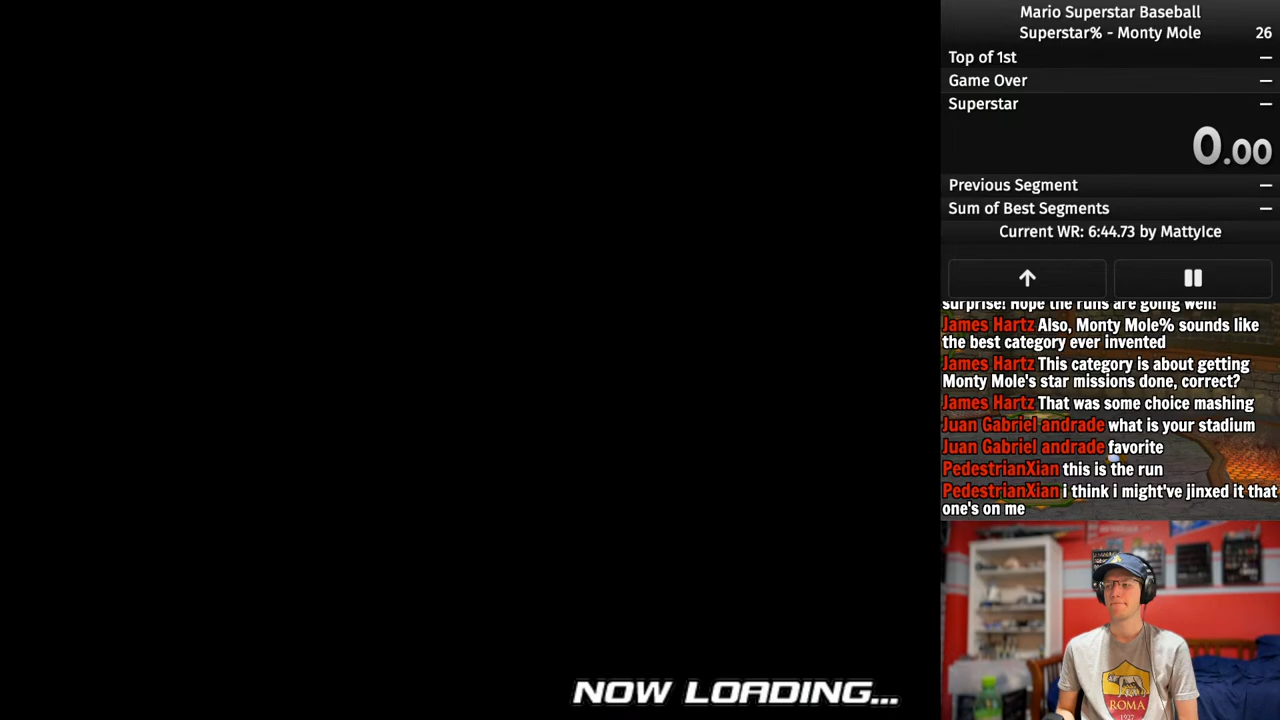 Mario Superstar Baseball
Superstar% - Monty Mole 26
Top of 1st —
Game Over —
Superstar —
0.00
Previous Segment —
Sum of Best Segments —
Current WR: 6:44.73 by MattyIce
surprise! Hope the runs are going well!
James Hartz Also, Monty Mole% sounds like
the best category ever invented
James Hartz This category is about getting
Monty Mole's star missions done, correct?
James Hartz That was some choice mashing
Juan Gabriel andrade what is your stadium
Juan Gabriel andrade favorite
PedestrianXian this is the run
PedestrianXian i think i might've jinxed it that
one's on me
ROMA
1927
NOW LOADING...